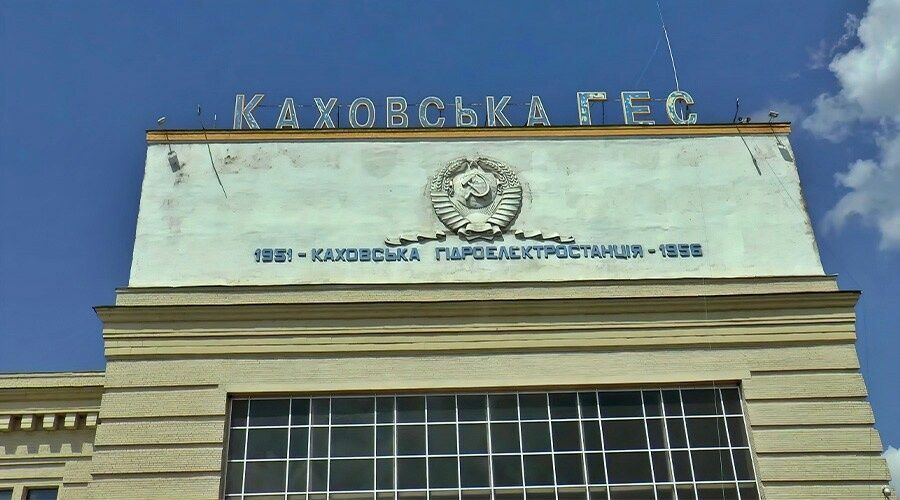 КАХОВСЬКА ГЕС
1951 - КАХОВСЬКА ГІДРОЕЛЕКТРОСТАНЦІЯ - 1956